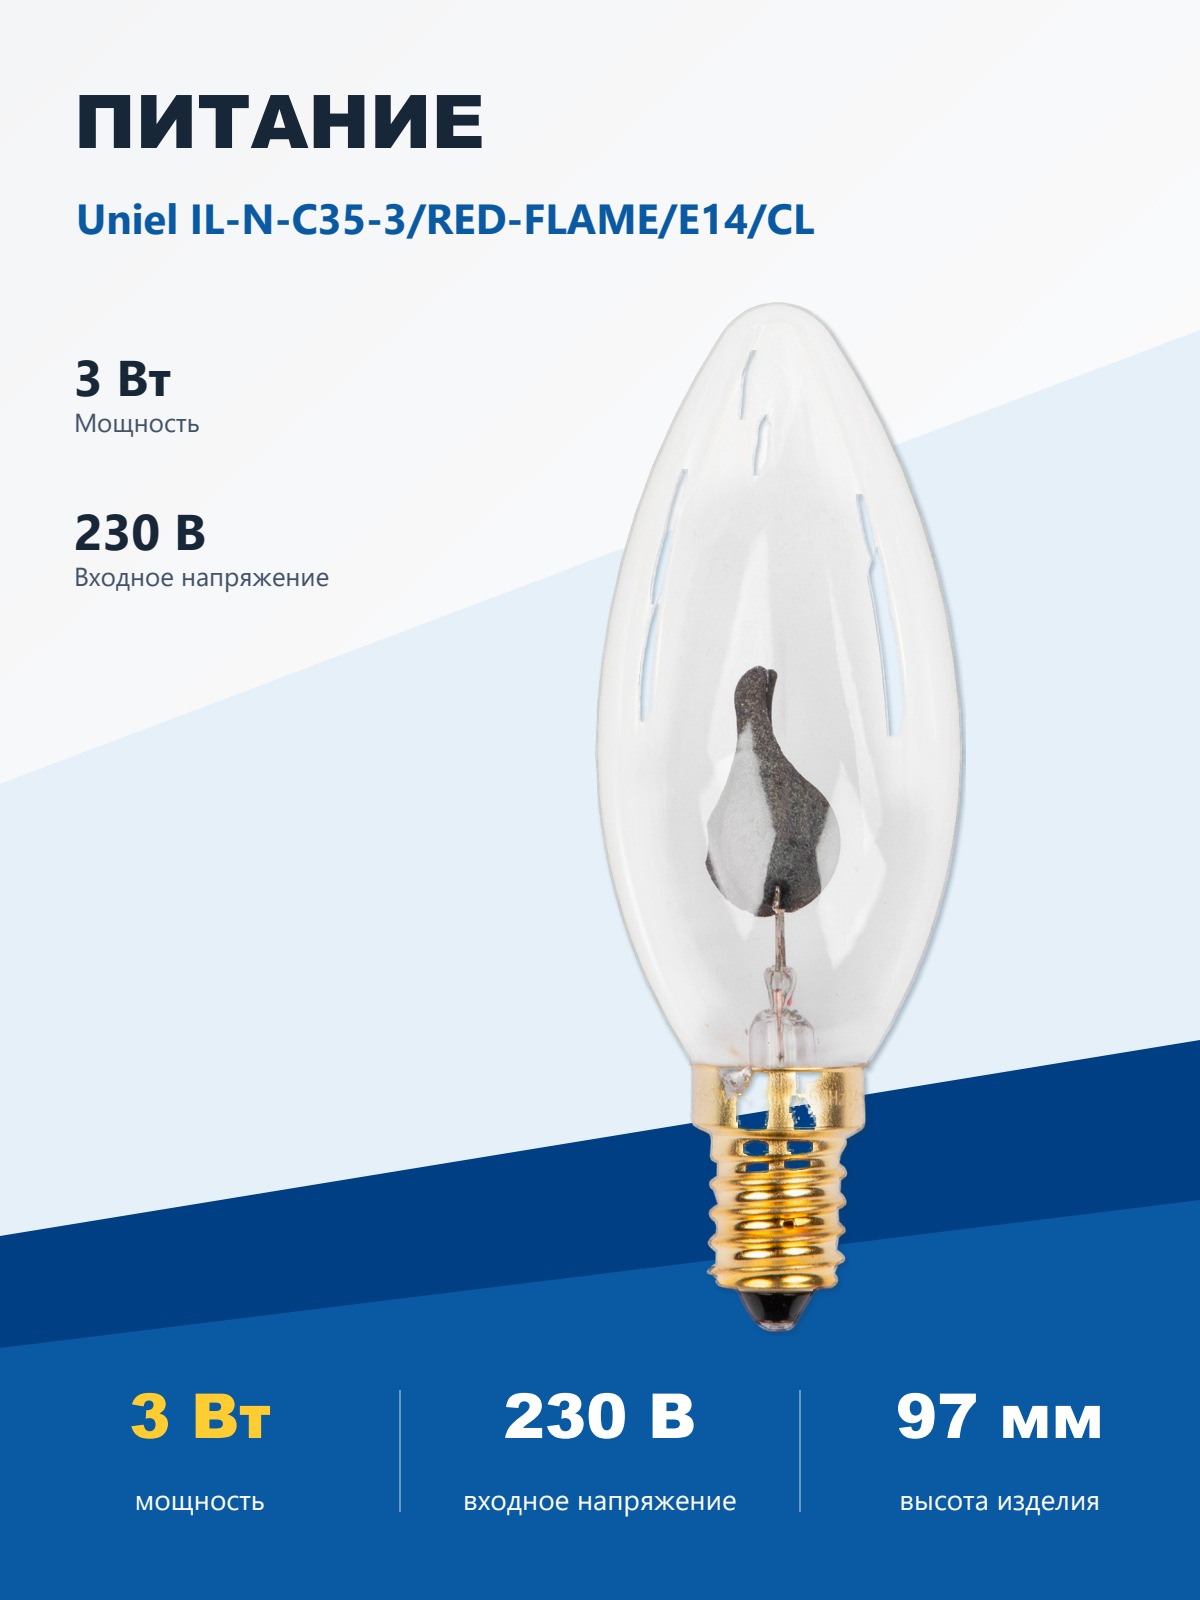 ПИТАНИЕ
Uniel IL-N-C35-3/RED-FLAME/E14/CL
3 Вт
Мощность
230 В
Входное напряжение
3 Вт
мощность
230 В
входное напряжение
97 мм
высота изделия